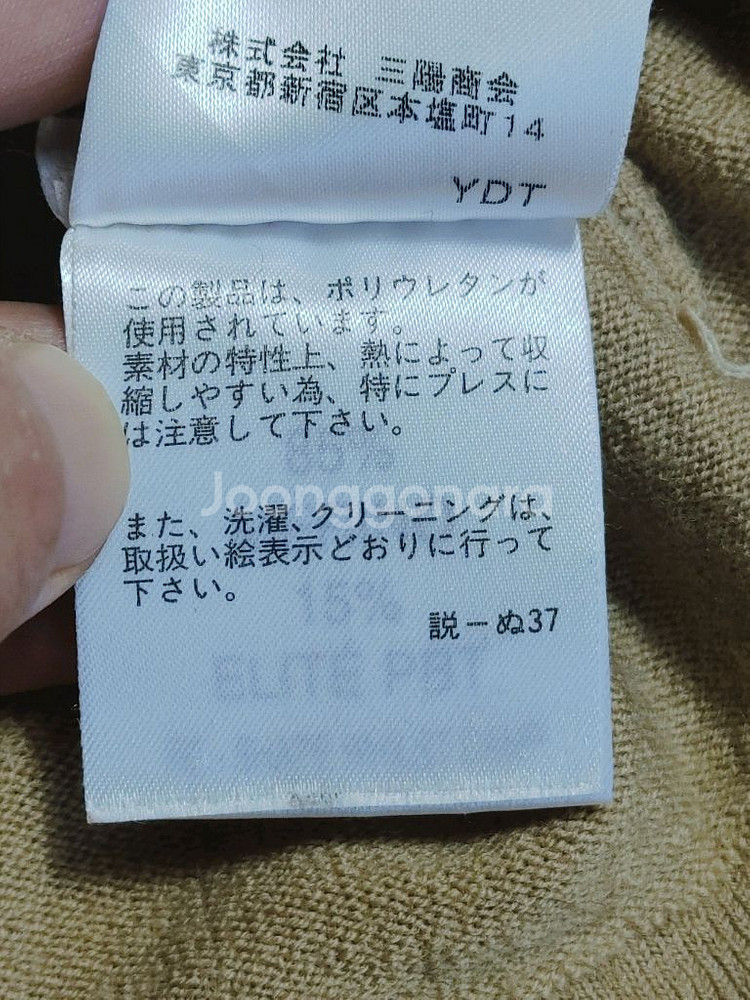 株式会社 三陽商会
東京都新宿区本塩町14
YDT
この製品は、ポリウレタンが
使用されています。
素材の特性上、熱によって収
縮しやすい為、特にプレスに
は注意して下さい。
85%
Joonggonara
また、洗濯、クリーニングは、
取扱い絵表示どおりに行って
下さい。
15%
説ーぬ37